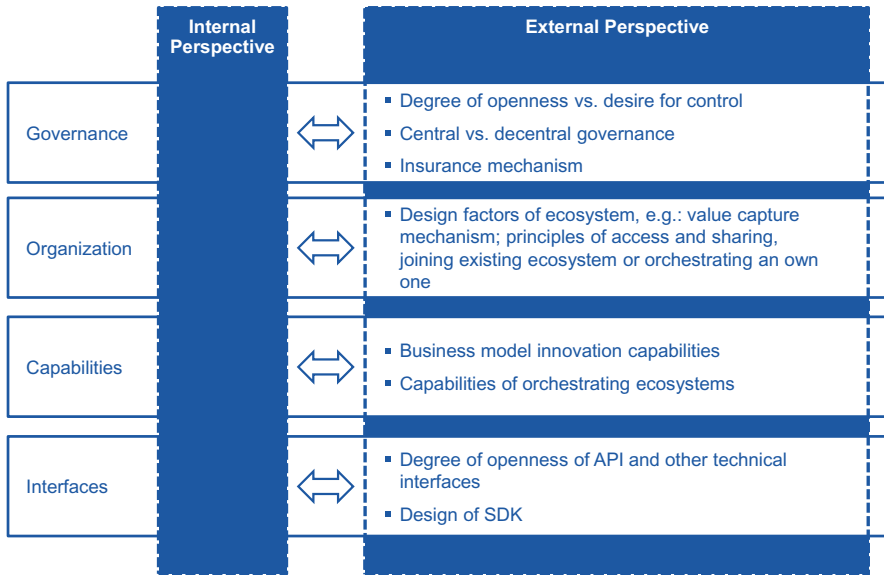 Internal
Perspective
External Perspective
Governance
▪ Degree of openness vs. desire for control
▪ Central vs. decentral governance
▪ Insurance mechanism
Organization
▪ Design factors of ecosystem, e.g.: value capture
mechanism; principles of access and sharing,
joining existing ecosystem or orchestrating an own
one
Capabilities
▪ Business model innovation capabilities
▪ Capabilities of orchestrating ecosystems
Interfaces
▪ Degree of openness of API and other technical
interfaces
▪ Design of SDK